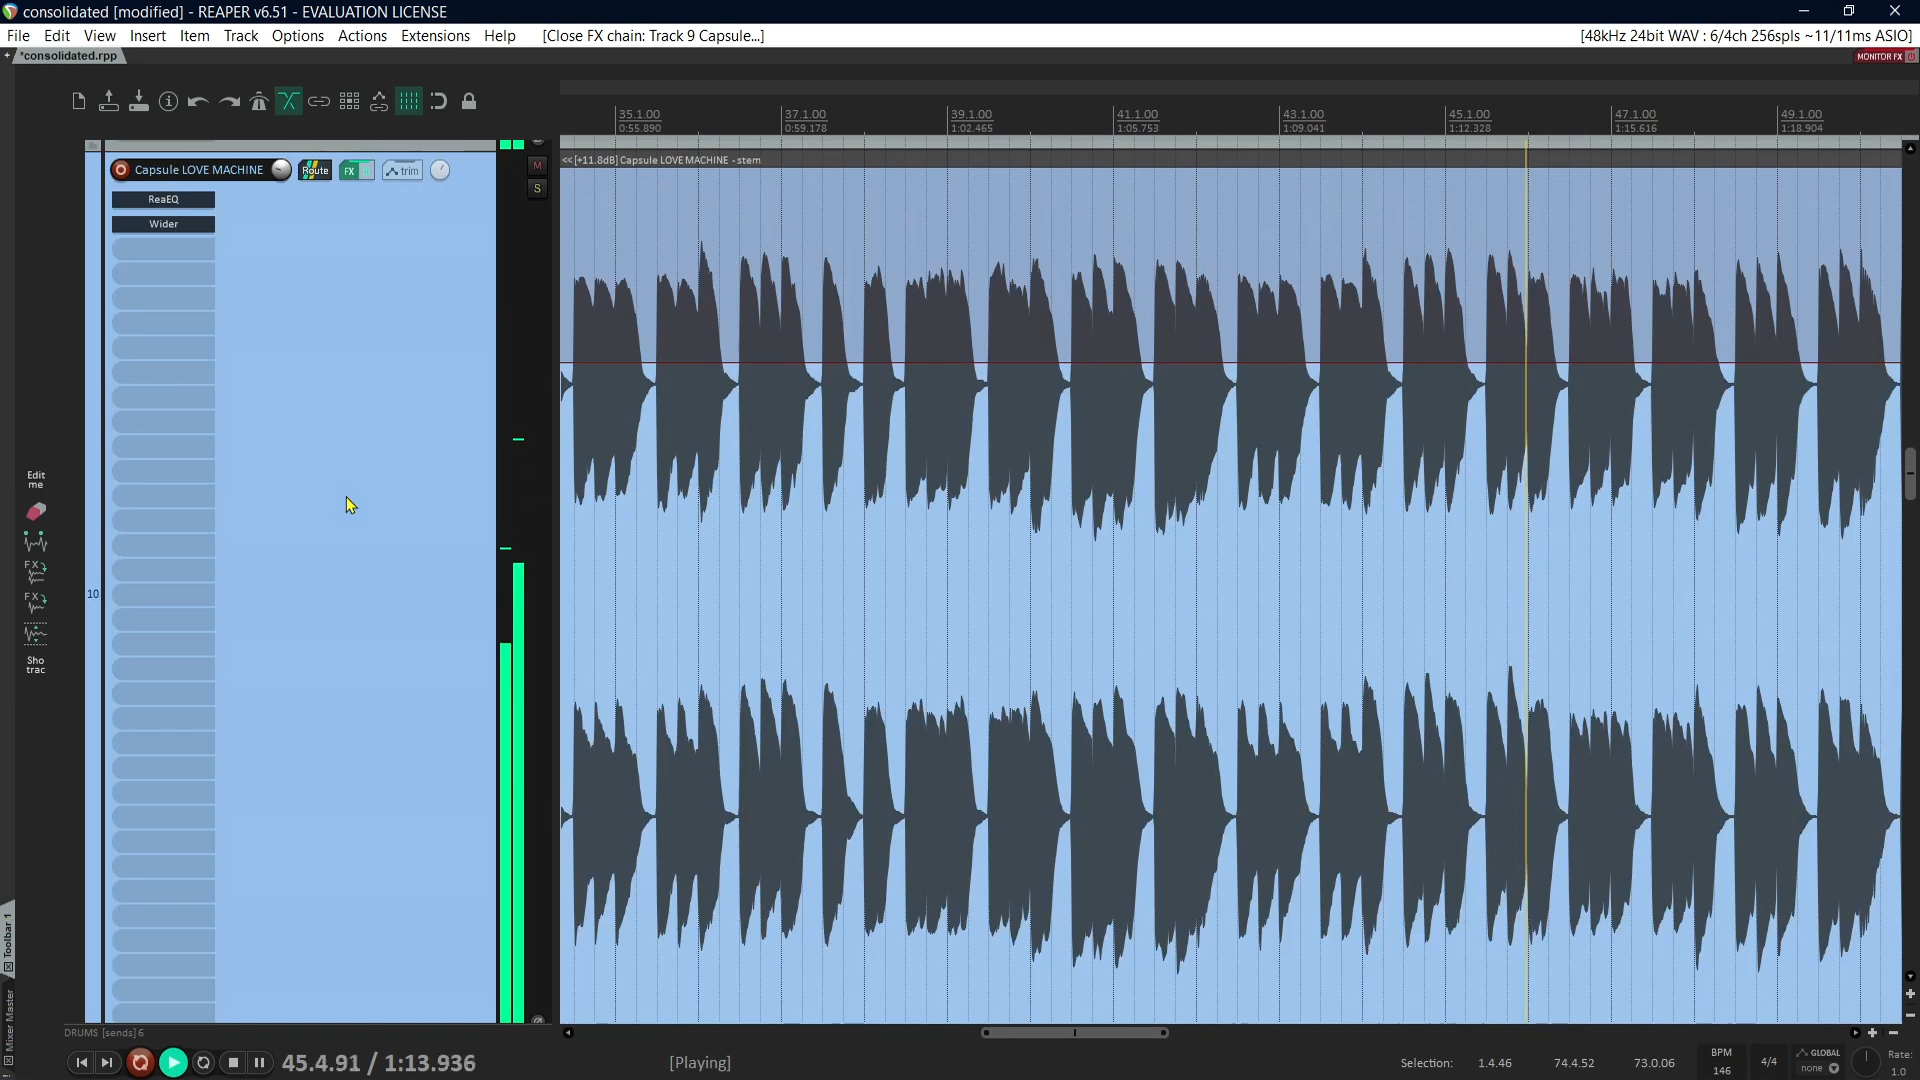 consolidated [modified] - REAPER v6.51 - EVALUATION LICENSE
File Edit View Insert Item Track Options Actions Extensions Help [Close FX chain: Track 9 Capsule...] [48kHz 24bit WAV : 6/4ch 256spls ~11/11ms ASIO]
*consolidated.rpp
MONITOR FX
35.1.00 37.1.00 39.1.00 41.1.00 43.1.00 45.1.00 47.1.00 49.1.00
0:55.890 0:59.178 1:02.465 1:05.753 1:09.041 1:12.328 1:15.616 1:18.904
<< [+11.8dB] Capsule LOVE MACHINE - stem
Capsule LOVE MACHINE Route FX trim M
S
ReaEQ
Wider
Edit
me
FX
10
FX
Sho
trac
Toolbar 1
Mixer Master
DRUMS [sends] 6
45.4.91 / 1:13.936 [Playing] Selection: 1.4.46 74.4.52 73.0.06
BPM
146
4/4
GLOBAL
none
Rate:
1.0